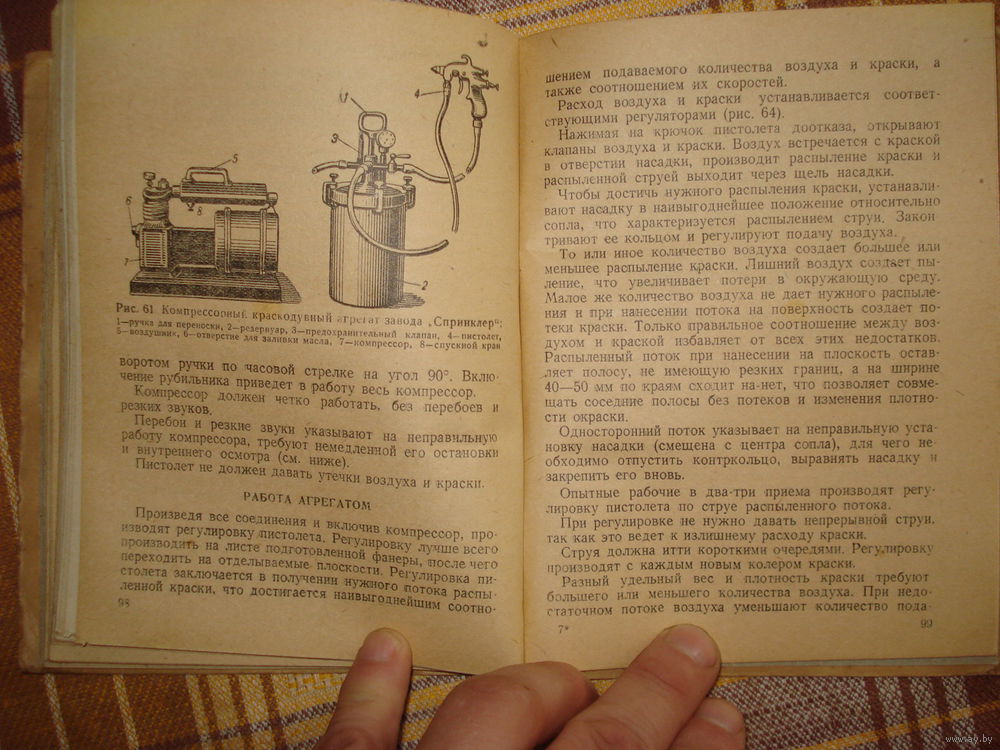 5
6
8
7
1
3
4
2
Рис. 61 Компрессорный краскодувный агрегат завода „Спринклер":
1—ручка для переноски, 2—резервуар, 3—предохранительный клапан, 4—пистолет,
5—воздушник, 6—отверстие для заливки масла, 7—компрессор, 8—спускной кран
воротом ручки по часовой стрелке на угол 90°. Вклю-
чение рубильника приведет в работу весь компрессор.
Компрессор должен четко работать, без перебоев и
резких звуков.
Перебои и резкие звуки указывают на неправильную
работу компрессора, требуют немедленной его остановки
и внутреннего осмотра (см. ниже).
Пистолет не должен давать утечки воздуха и краски.
РАБОТА АГРЕГАТОМ
Произведя все соединения и включив компрессор, про-
изводят регулировку пистолета. Регулировку лучше всего
производить на листе подготовленной фанеры, после чего
переходить на отделываемые плоскости. Регулировка пи-
столета заключается в получении нужного потока распы-
ленной краски, что достигается наивыгоднейшим соотно-
98
шением подаваемого количества воздуха и краски, а
также соотношением их скоростей.
Расход воздуха и краски устанавливается соответ-
ствующими регуляторами (рис. 64).
Нажимая на крючок пистолета доотказа, открывают
клапаны воздуха и краски. Воздух встречается с краской
в отверстии насадки, производит распыление краски и
распыленной струей выходит через щель насадки.
Чтобы достичь нужного распыления краски, устанавли-
вают насадку в наивыгоднейшее положение относительно
сопла, что характеризуется распылением струи. Закон
тривают ее кольцом и регулируют подачу воздуха.
То или иное количество воздуха создает большее или
меньшее распыление краски. Лишний воздух создает пы-
ление, что увеличивает потери в окружающую среду.
Малое же количество воздуха не дает нужного распыле-
ния и при нанесении потока на поверхность создает по-
теки краски. Только правильное соотношение между воз-
духом и краской избавляет от всех этих недостатков.
Распыленный поток при нанесении на плоскость остав-
ляет полосу, не имеющую резких границ, а на ширине
40—50 мм по краям сходит на-нет, что позволяет совме-
щать соседние полосы без потеков и изменения плотно-
сти окраски.
Односторонний поток указывает на неправильную уста-
новку насадки (смещена с центра сопла), для чего не-
обходимо отпустить контркольцо, выравнять насадку и
закрепить его вновь.
Опытные рабочие в два-три приема производят регу-
лировку пистолета по струе распыленного потока.
При регулировке не нужно давать непрерывной струи,
так как это ведет к излишнему расходу краски.
Струя должна итти короткими очередями. Регулировку
производят с каждым новым колером краски.
Разный удельный вес и плотность краски требуют
большего или меньшего количества воздуха. При недо-
статочном потоке воздуха уменьшают количество пода-
7*
99
www.ay.by